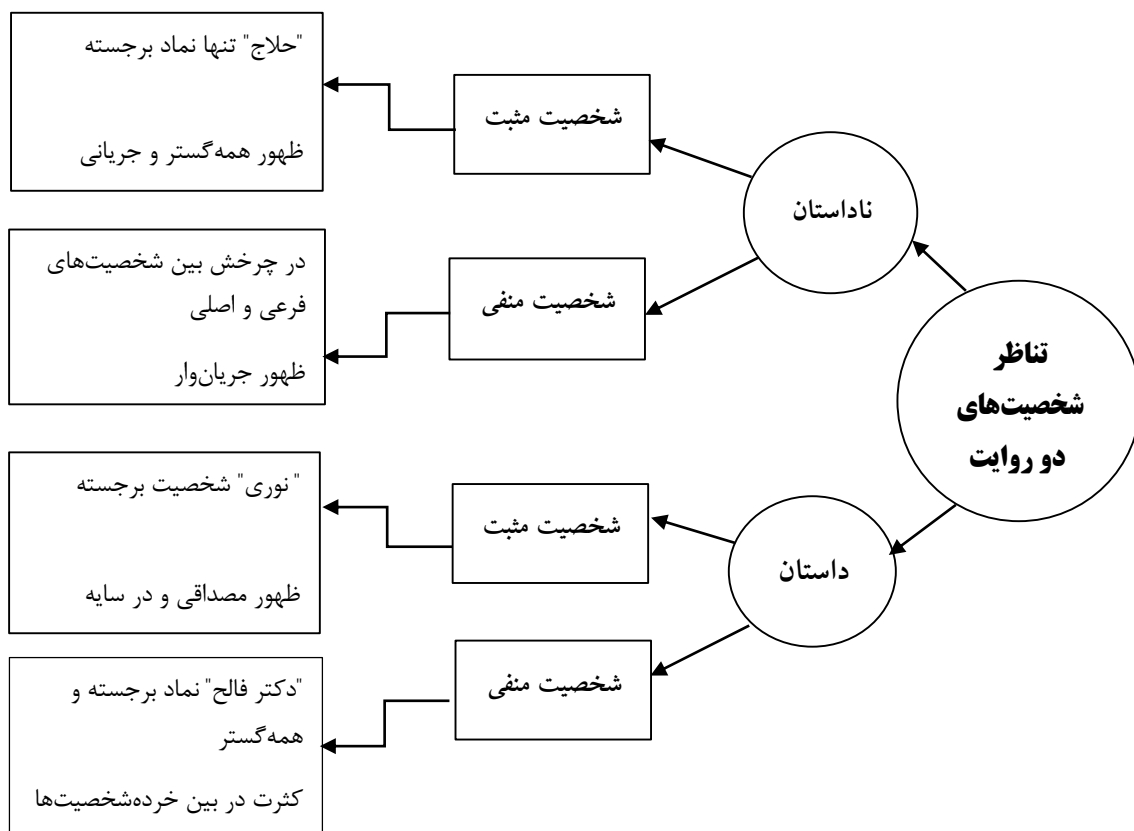 تناظر
شخصیت‌های
دو روایت
ناداستان
شخصیت مثبت
"حلاج" تنها نماد برجسته
ظهور همه‌گستر و جریانی
شخصیت منفی
در چرخش بین شخصیت‌های
فرعی و اصلی
ظهور جریان‌وار
داستان
شخصیت مثبت
"نوری" شخصیت برجسته
ظهور مصداقی و در سایه
شخصیت منفی
"دکتر فالح" نماد برجسته و
همه‌گستر
کثرت در بین خرده‌شخصیت‌ها